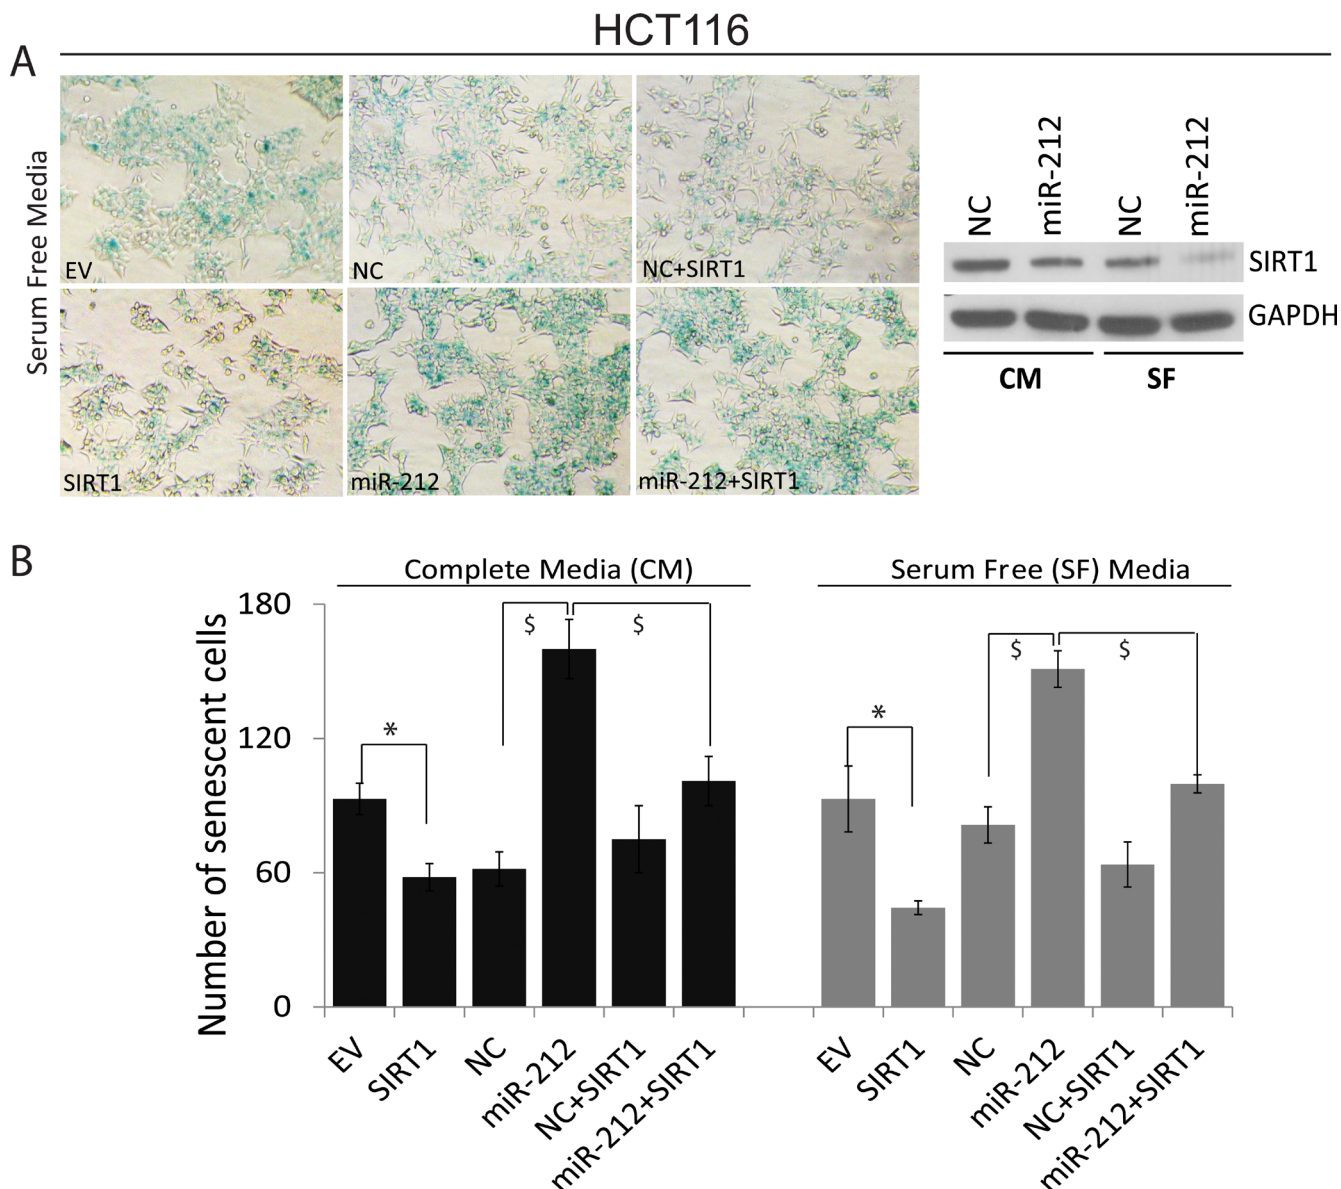 HCT116
A
Serum Free Media
EV
NC
NC+SIRT1
SIRT1
miR-212
miR-212+SIRT1
NC
miR-212
NC
miR-212
SIRT1
GAPDH
CM
SF
B
Complete Media (CM)
Serum Free (SF) Media
Number of senescent cells
180
120
60
0
*
$
$
*
$
$
EV
SIRT1
NC
miR-212
NC+SIRT1
miR-212+SIRT1
EV
SIRT1
NC
miR-212
NC+SIRT1
miR-212+SIRT1